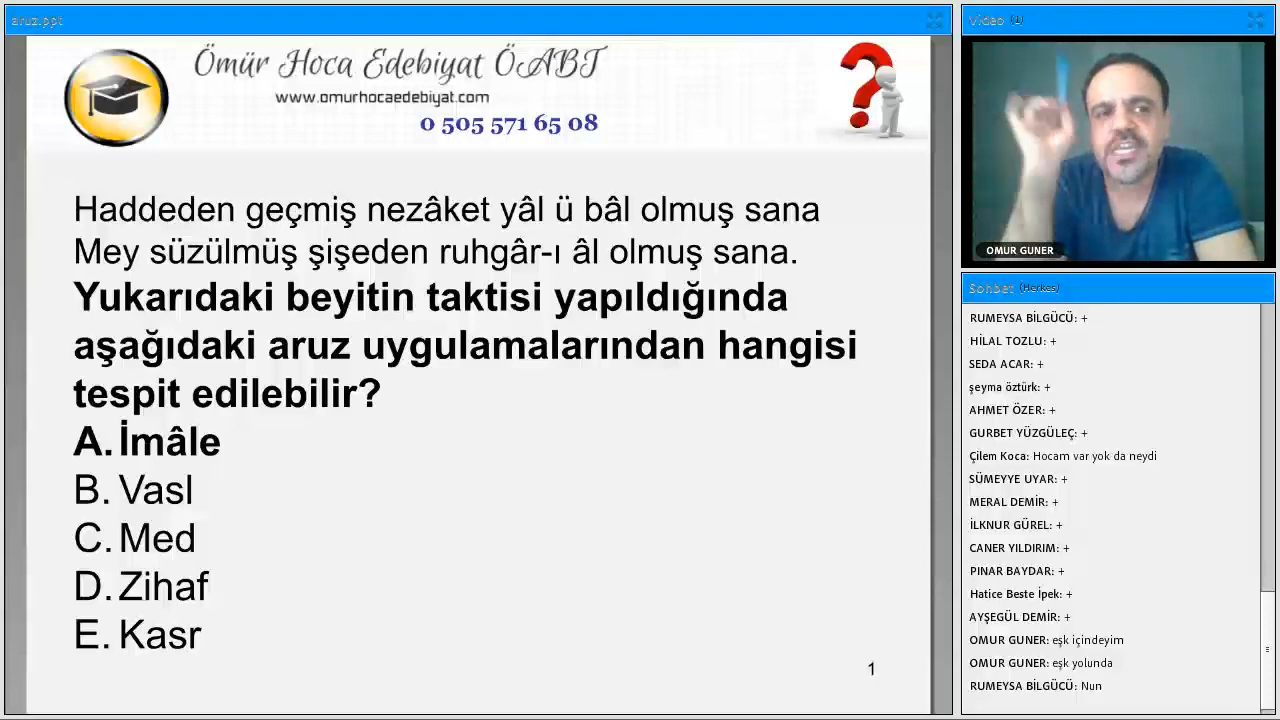 aruz.ppt
Ömür Hoca Edebiyat ÖABT
www.omurhocaedebiyat.com
0 505 571 65 08
Haddeden geçmiş nezâket yâl ü bâl olmuş sana
Mey süzülmüş şişeden ruhgâr-ı âl olmuş sana.
Yukarıdaki beyitin taktisi yapıldığında
aşağıdaki aruz uygulamalarından hangisi
tespit edilebilir?
A. İmâle
B. Vasl
C. Med
D. Zihaf
E. Kasr
1
Video (1)
OMUR GUNER
Sohbet (Herkes)
RUMEYSA BİLGÜCÜ: +
HİLAL TOZLU: +
SEDA ACAR: +
şeyma öztürk: +
AHMET ÖZER: +
GURBET YÜZGÜLEÇ: +
Çilem Koca: Hocam var yok da neydi
SÜMEYYE UYAR: +
MERAL DEMİR: +
İLKNUR GÜREL: +
CANER YILDIRIM: +
PINAR BAYDAR: +
Hatice Beste İpek: +
AYŞEGÜL DEMİR: +
OMUR GUNER: eşk içindeyim
OMUR GUNER: eşk yolunda
RUMEYSA BİLGÜCÜ: Nun